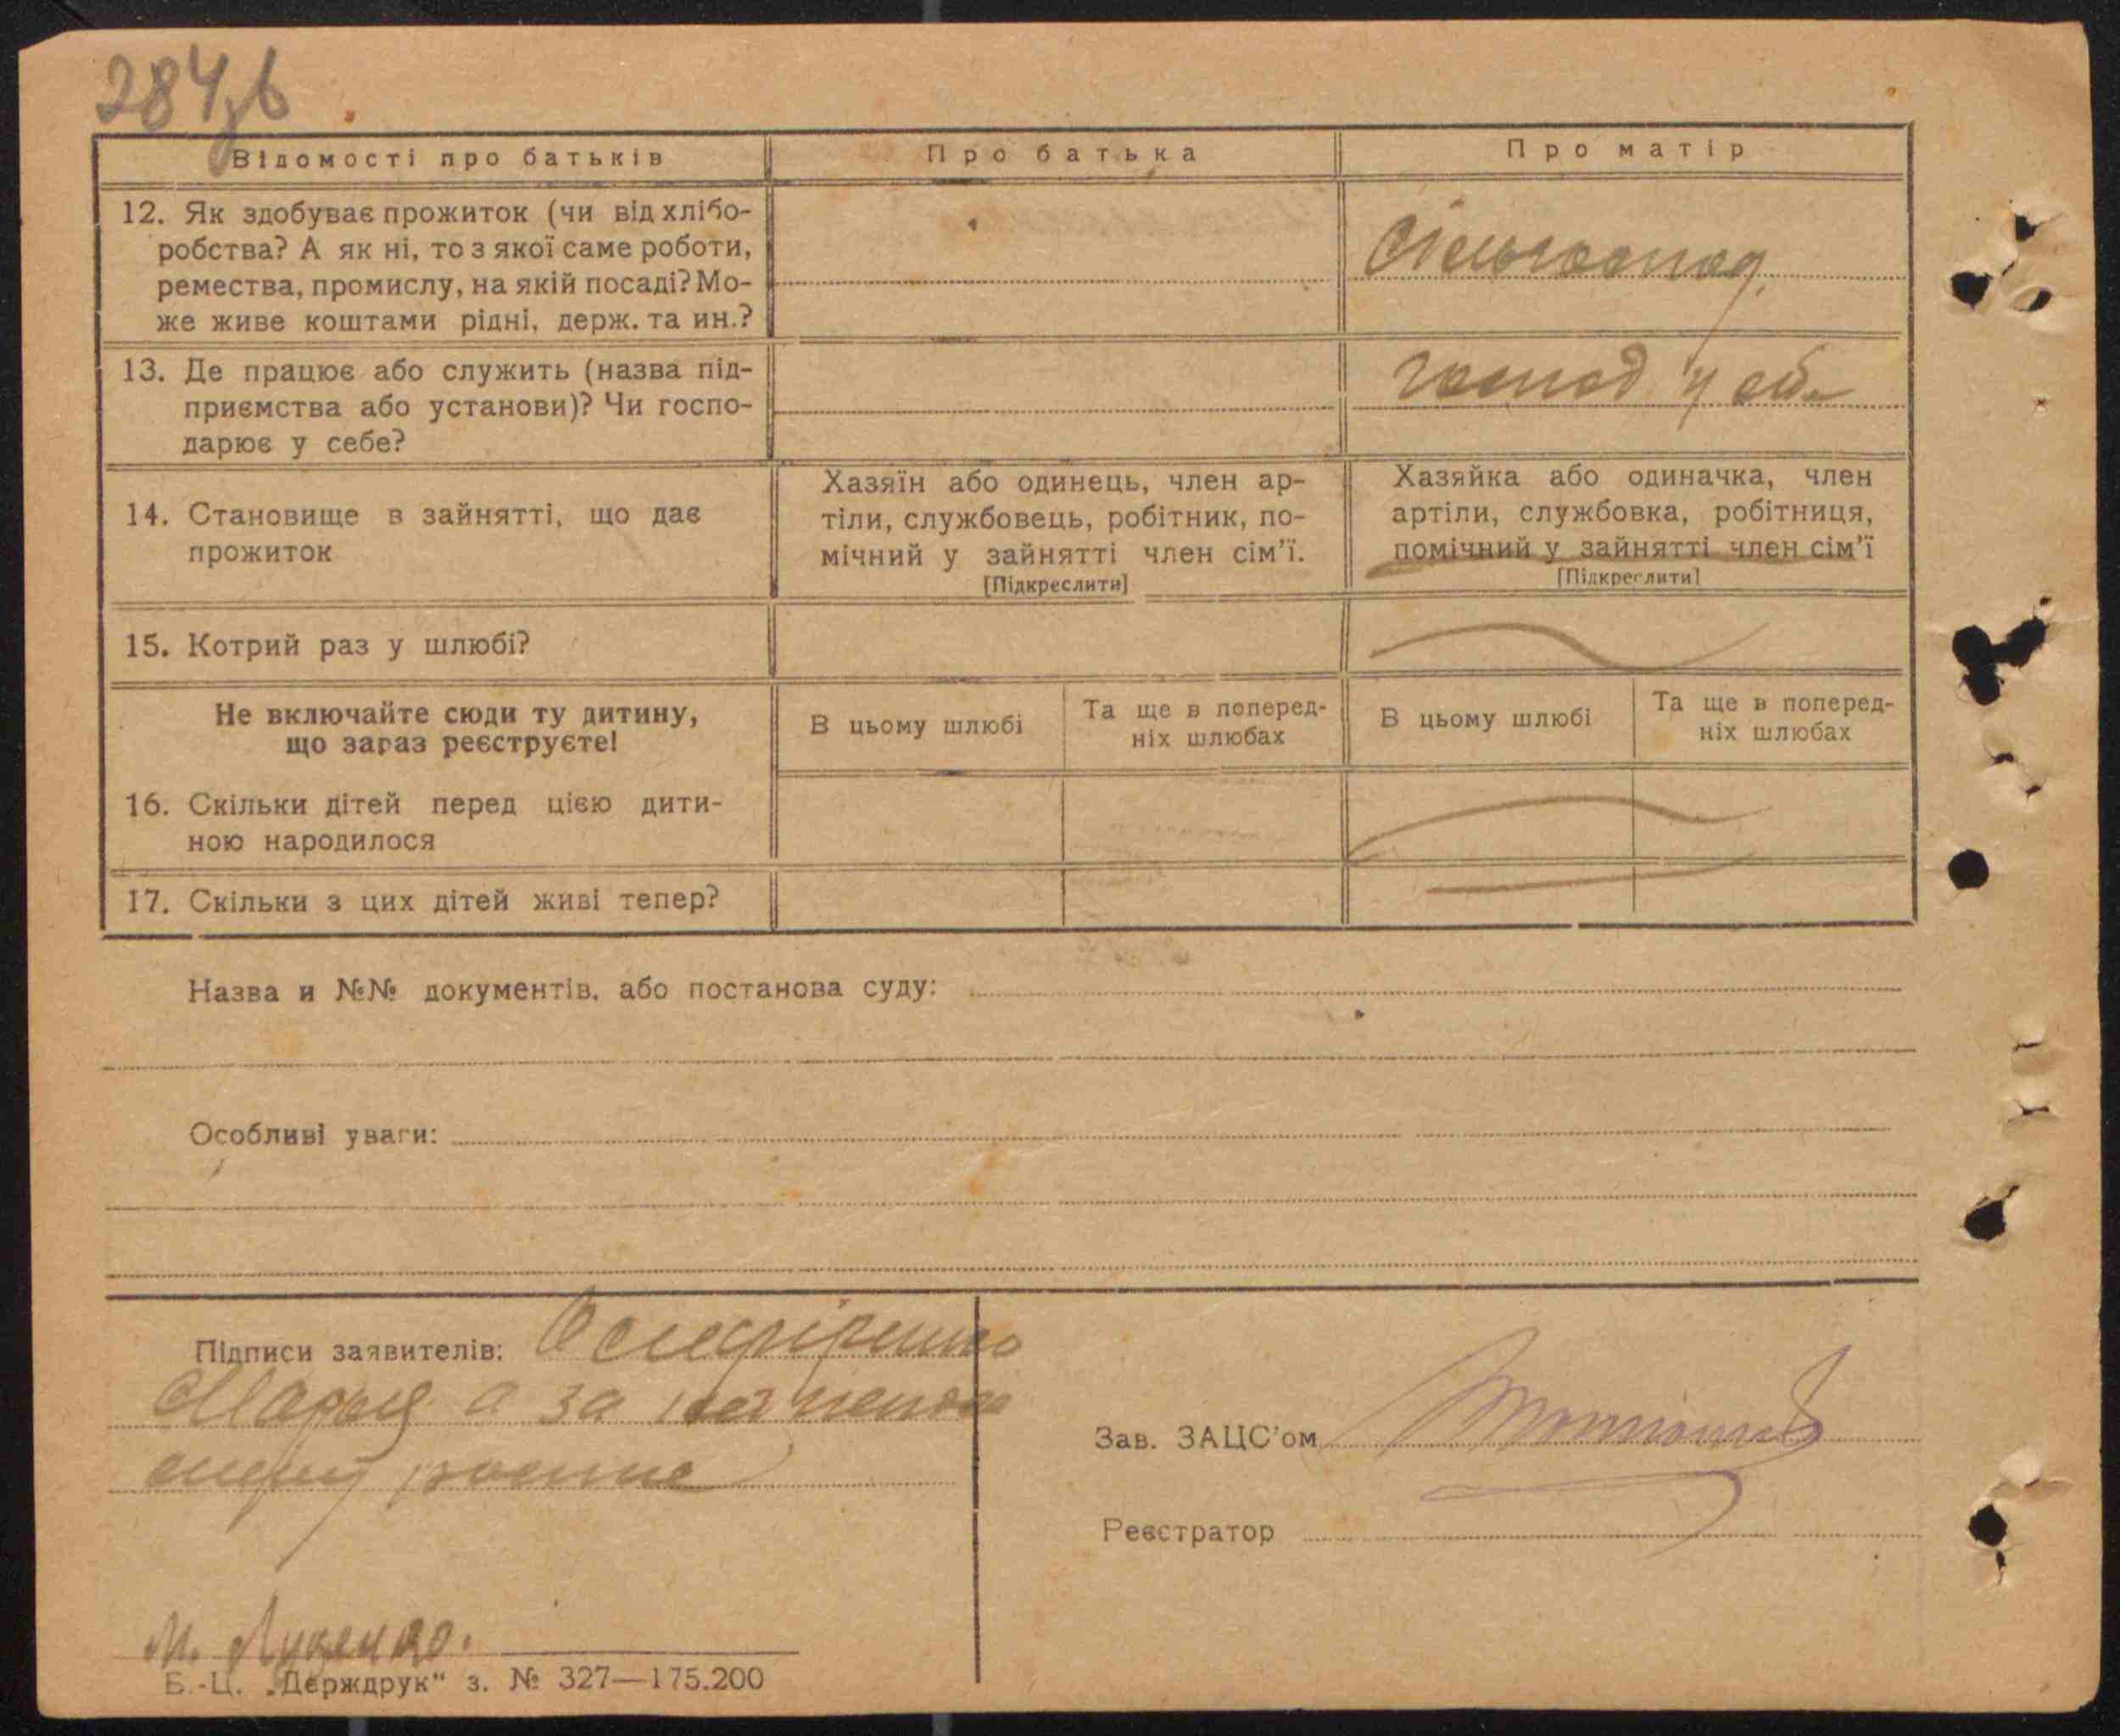 284зв
Відомості про батьків
Про батька
Про матір
12. Як здобуває прожиток (чи від хлібо-
робства? А як ні, то з якої саме роботи,
ремества, промислу, на якій посаді? Мо-
же живе коштами рідні, держ. та ин.?
Сільгоспод.
13. Де працює або служить (назва під-
приємства або установи)? Чи госпо-
дарює у себе?
господ у себе
14. Становище в зайнятті, що дає
прожиток
Хазяїн або одинець, член ар-
тіли, службовець, робітник, по-
мічний у зайнятті член сім'ї.
[Підкреслити]
Хазяйка або одиначка, член
артіли, службовка, робітниця,
помічний у зайнятті член сім'ї
[Підкреслити]
15. Котрий раз у шлюбі?
Не включайте сюди ту дитину,
що зараз реєструєте!
В цьому шлюбі
Та ще в поперед-
ніх шлюбах
В цьому шлюбі
Та ще в поперед-
ніх шлюбах
16. Скільки дітей перед цією дити-
ною народилося
17. Скільки з цих дітей живі тепер?
Назва и №№ документів, або постанова суду:
Особливі уваги:
Підписи заявителів:
Марія а за
М. Луценко.
Зав. ЗАЦС'ом
Реєстратор
Б.-Ц. „Держдрук" з. № 327—175.200